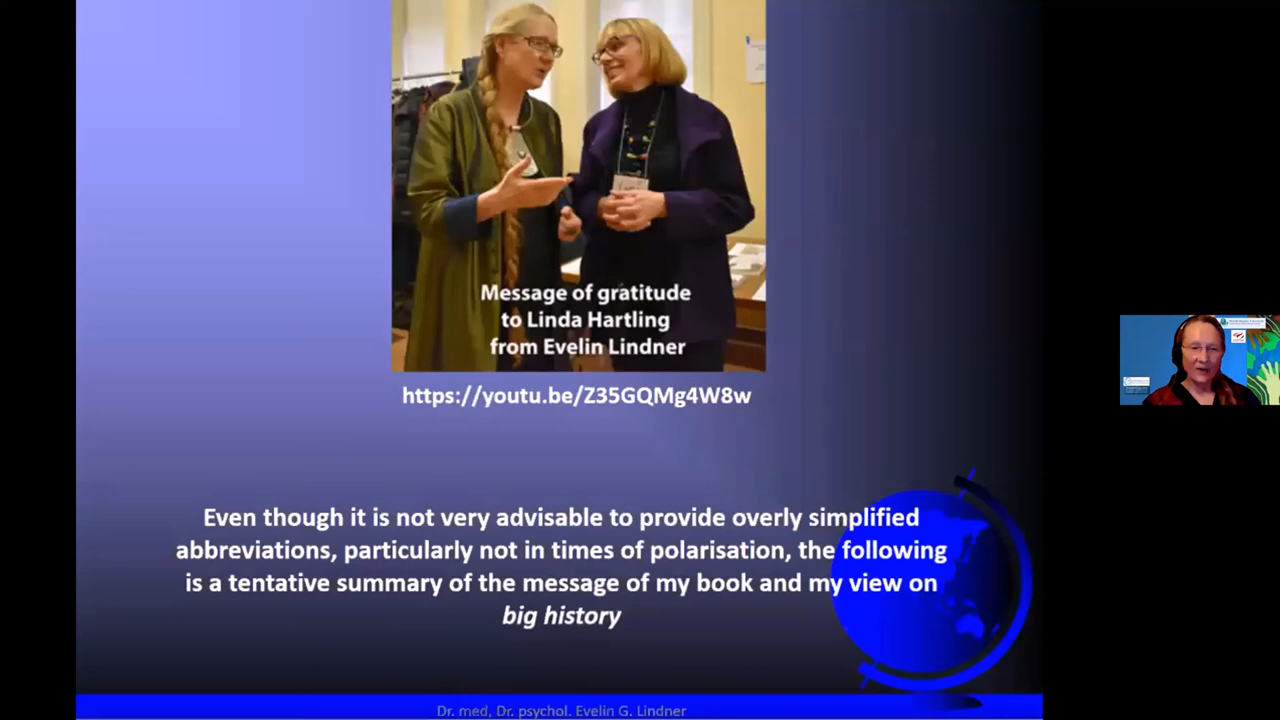 Message of gratitude
to Linda Hartling
from Evelin Lindner
https://youtu.be/Z35GQMg4W8w
Even though it is not very advisable to provide overly simplified
abbreviations, particularly not in times of polarisation, the following
is a tentative summary of the message of my book and my view on
big history
Dr. med, Dr. psychol. Evelin G. Lindner